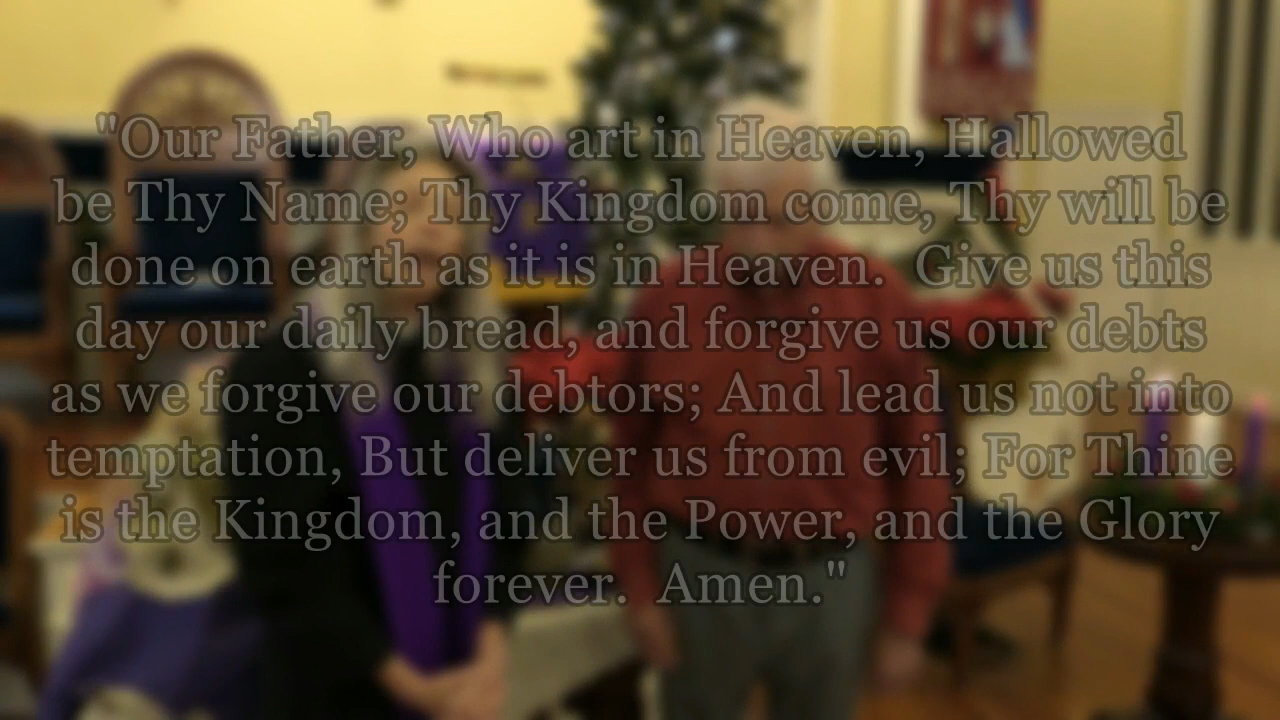 "Our Father, Who art in Heaven, Hallowed
be Thy Name; Thy Kingdom come, Thy will be
done on earth as it is in Heaven.  Give us this
day our daily bread, and forgive us our debts
as we forgive our debtors; And lead us not into
temptation, But deliver us from evil; For Thine
is the Kingdom, and the Power, and the Glory
forever.  Amen."